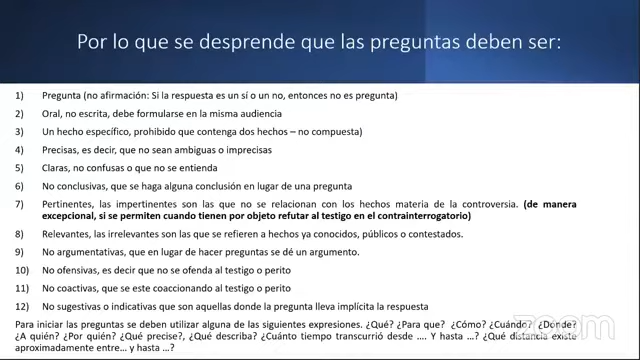 Por lo que se desprende que las preguntas deben ser:
1) Pregunta (no afirmación: Si la respuesta es un sí o un no, entonces no es pregunta)
2) Oral, no escrita, debe formularse en la misma audiencia
3) Un hecho específico, prohibido que contenga dos hechos – no compuesta)
4) Precisas, es decir, que no sean ambiguas o imprecisas
5) Claras, no confusas o que no se entienda
6) No conclusivas, que se haga alguna conclusión en lugar de una pregunta
7) Pertinentes, las impertinentes son las que no se relacionan con los hechos materia de la controversia. (de manera
excepcional, si se permiten cuando tienen por objeto refutar al testigo en el contrainterrogatorio)
8) Relevantes, las irrelevantes son las que se refieren a hechos ya conocidos, públicos o contestados.
9) No argumentativas, que en lugar de hacer preguntas se dé un argumento.
10) No ofensivas, es decir que no se ofenda al testigo o perito
11) No coactivas, que se este coaccionando al testigo o perito
12) No sugestivas o indicativas que son aquellas donde la pregunta lleva implícita la respuesta
Para iniciar las preguntas se deben utilizar alguna de las siguientes expresiones. ¿Qué? ¿Para que? ¿Cómo? ¿Cuándo? ¿Dónde?
¿A quién? ¿Por quién? ¿Qué precise?, ¿Qué describa? ¿Cuánto tiempo transcurrió desde .... Y hasta ...? ¿Qué distancia existe
aproximadamente entre... y hasta ...?
zoom